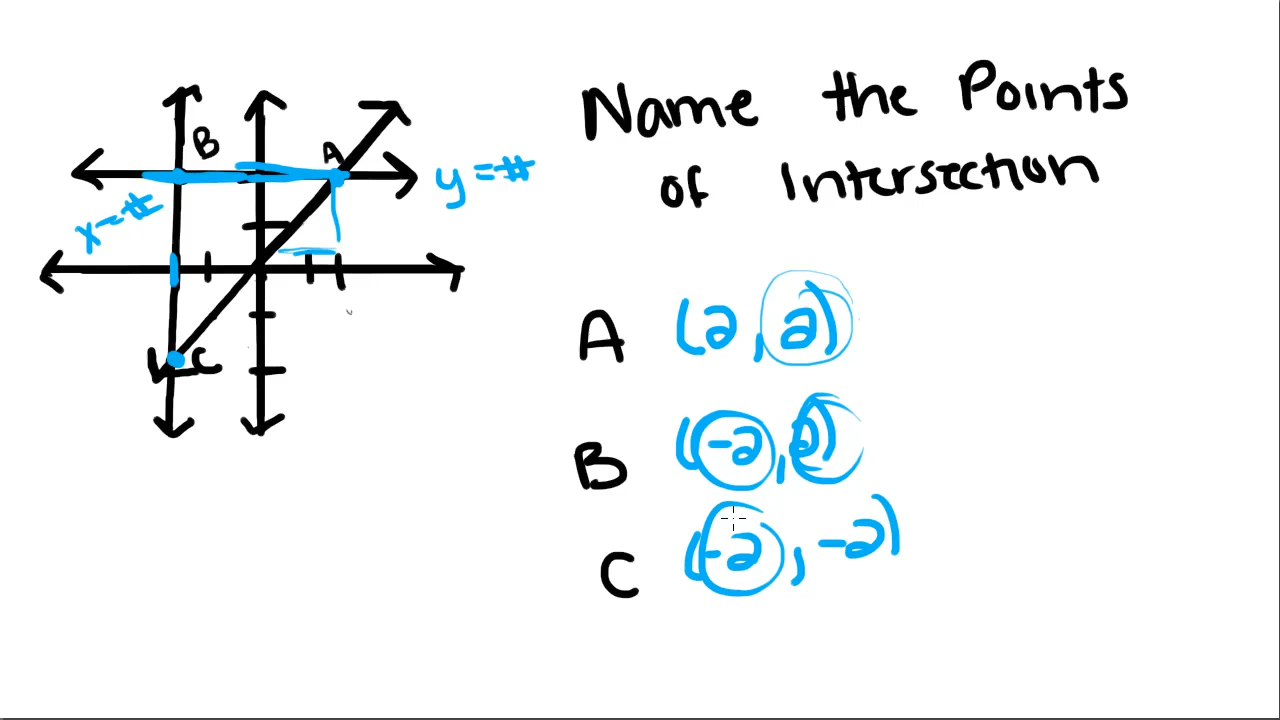 Name the Points
of Intersection
B
A
y = #
x = #
C
A (2, 2)
B (-2, 2)
C (-2, -2)